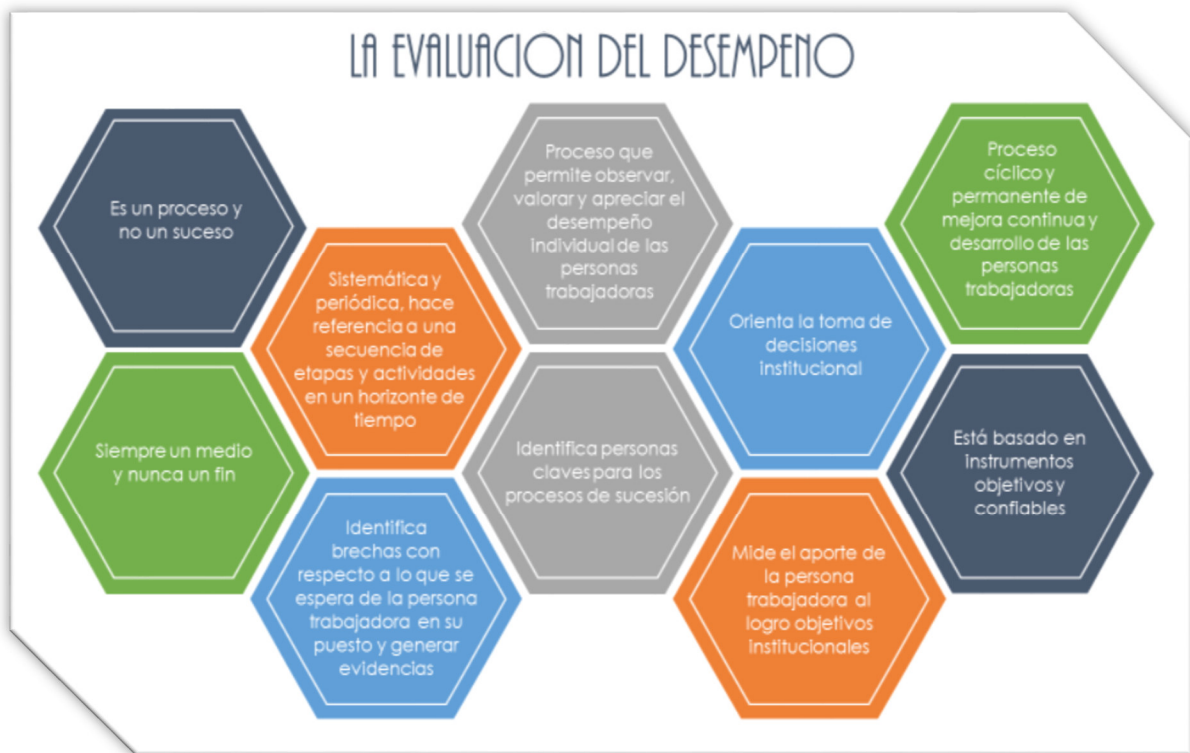 LA EVALUACION DEL DESEMPENO
Es un proceso y
no un suceso
Sistemática y
periódica, hace
referencia a una
secuencia de
etapas y actividades
en un horizonte de
tiempo
Proceso que
permite observar,
valorar y apreciar el
desempeño
individual de las
personas
trabajadoras
Orienta la toma de
decisiones
institucional
Proceso
cíclico y
permanente de
mejora continua y
desarrollo de las
personas
trabajadoras
Siempre un medio
y nunca un fin
Identifica
brechas con
respecto a lo que se
espera de la persona
trabajadora en su
puesto y generar
evidencias
Identifica personas
claves para los
procesos de sucesión
Mide el aporte de
la persona
trabajadora al
logro objetivos
institucionales
Está basado en
instrumentos
objetivos y
confiables